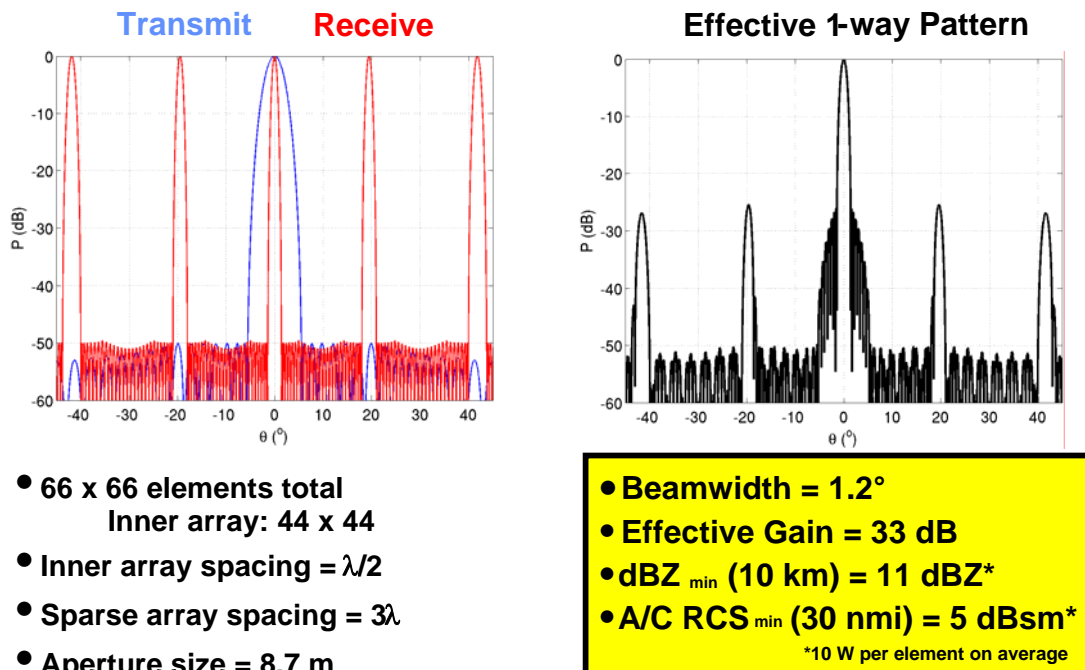 Transmit Receive
Effective 1-way Pattern
0
-10
-20
-30
-40
-50
-60
P (dB)
-40 -30 -20 -10 0 10 20 30 40
θ (°)
0
-10
-20
-30
-40
-50
-60
P (dB)
-40 -30 -20 -10 0 10 20 30 40
θ (°)
• 66 x 66 elements total
Inner array: 44 x 44
• Inner array spacing = λ/2
• Sparse array spacing = 3λ
• Aperture size = 8.7 m
• Beamwidth = 1.2°
• Effective Gain = 33 dB
• dBZ min (10 km) = 11 dBZ*
• A/C RCS min (30 nmi) = 5 dBsm*
*10 W per element on average